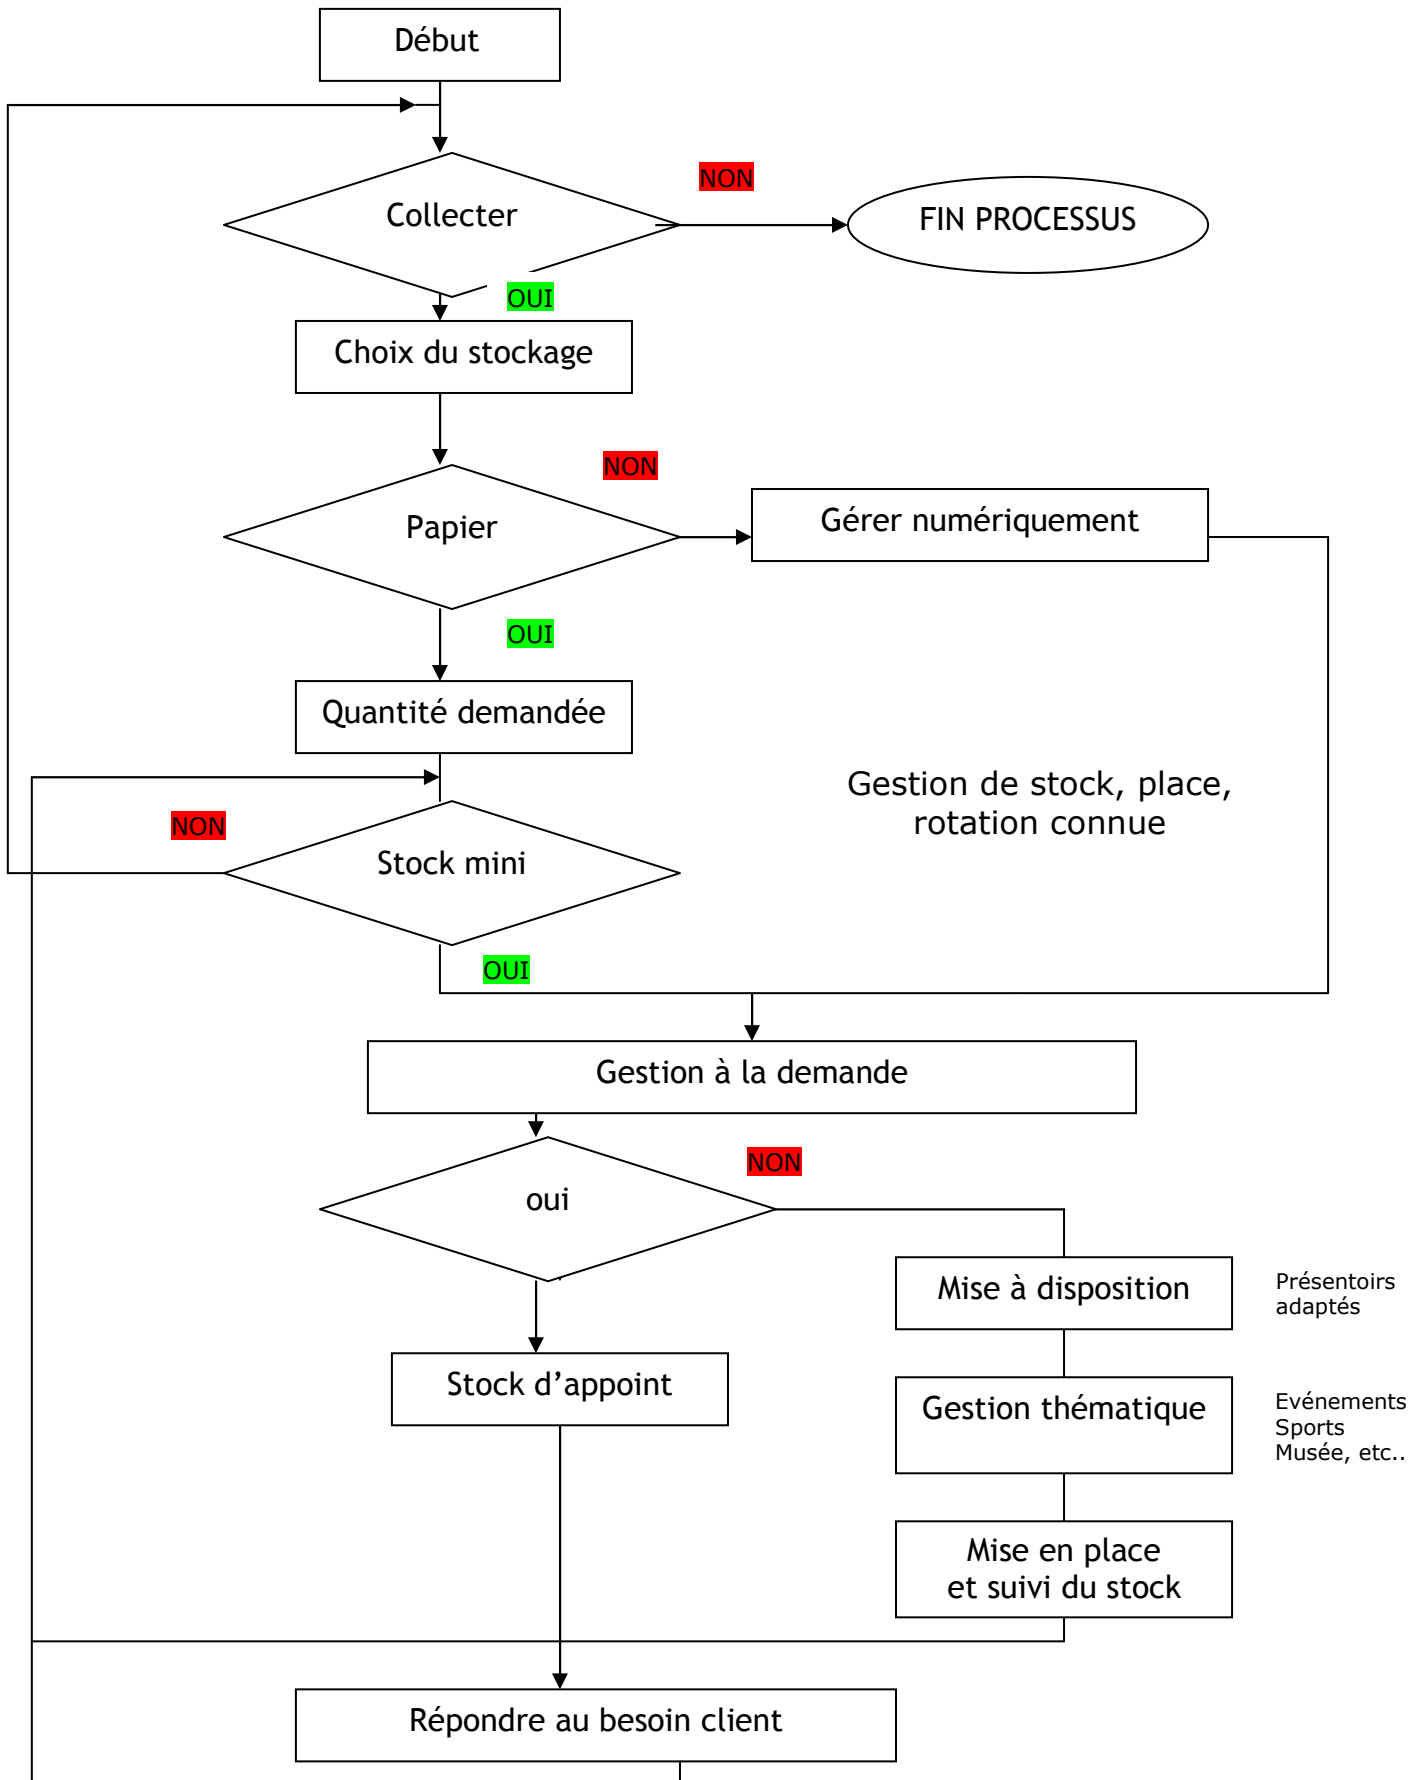 Début
NON
Collecter
FIN PROCESSUS
OUI
Choix du stockage
NON
Papier
Gérer numériquement
OUI
Quantité demandée
Gestion de stock, place,
rotation connue
NON
Stock mini
OUI
Gestion à la demande
NON
oui
Mise à disposition
Présentoirs
adaptés
Stock d’appoint
Gestion thématique
Evénements
Sports
Musée, etc..
Mise en place
et suivi du stock
Répondre au besoin client